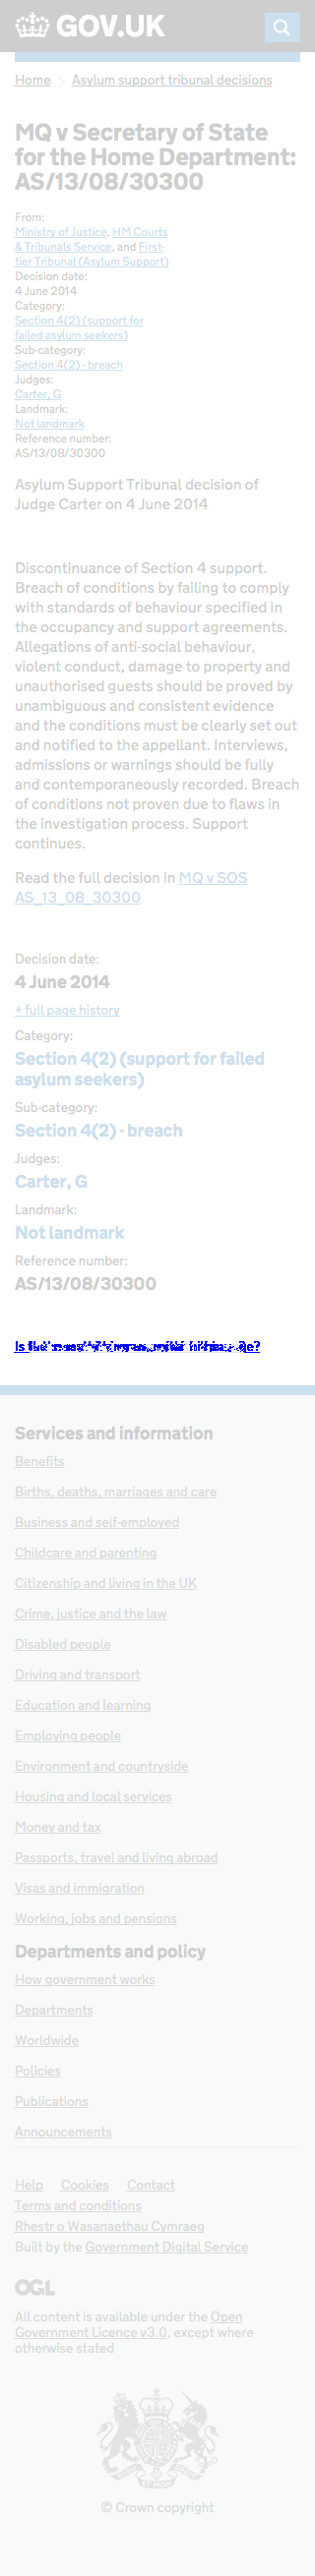 GOV.UK
Home > Asylum support tribunal decisions
MQ v Secretary of State
for the Home Department:
AS/13/08/30300
From:
Ministry of Justice, HM Courts
& Tribunals Service, and First-
tier Tribunal (Asylum Support)
Decision date:
4 June 2014
Category:
Section 4(2) (support for
failed asylum seekers)
Sub-category:
Section 4(2) - breach
Judges:
Carter, G
Landmark:
Not landmark
Reference number:
AS/13/08/30300
Asylum Support Tribunal decision of
Judge Carter on 4 June 2014
Discontinuance of Section 4 support.
Breach of conditions by failing to comply
with standards of behaviour specified in
the occupancy and support agreements.
Allegations of anti-social behaviour,
violent conduct, damage to property and
unauthorised guests should be proved by
unambiguous and consistent evidence
and the conditions must be clearly set out
and notified to the appellant. Interviews,
admissions or warnings should be fully
and contemporaneously recorded. Breach
of conditions not proven due to flaws in
the investigation process. Support
continues.
Read the full decision in MQ v SOS
AS_13_08_30300
Decision date:
4 June 2014
+ full page history
Category:
Section 4(2) (support for failed
asylum seekers)
Sub-category:
Section 4(2) - breach
Judges:
Carter, G
Landmark:
Not landmark
Reference number:
AS/13/08/30300
Is
Services and information
Benefits
Births, deaths, marriages and care
Business and self-employed
Childcare and parenting
Citizenship and living in the UK
Crime, justice and the law
Disabled people
Driving and transport
Education and learning
Employing people
Environment and countryside
Housing and local services
Money and tax
Passports, travel and living abroad
Visas and immigration
Working, jobs and pensions
Departments and policy
How government works
Departments
Worldwide
Policies
Publications
Announcements
Help Cookies Contact
Terms and conditions
Rhestr o Wasanaethau Cymraeg
Built by the Government Digital Service
OGL
All content is available under the Open
Government Licence v3.0, except where
otherwise stated
© Crown copyright